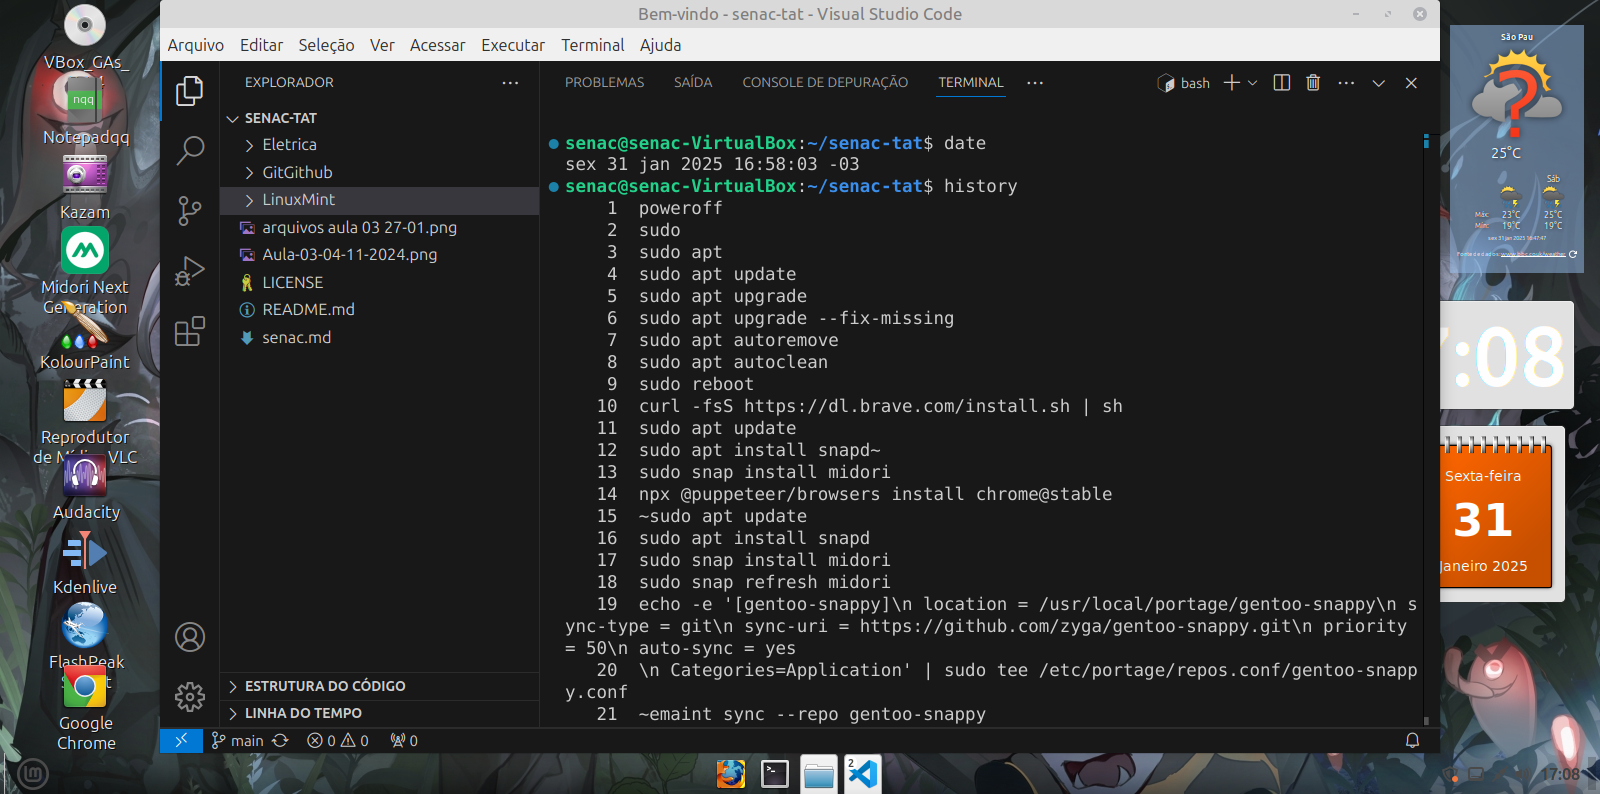 VBox_GAs_
nqq
Notepadqq
Kazam
Midori Next
Generation
KolourPaint
Reprodutor
VLC
Audacity
Kdenlive
FlashPeak
Google
Chrome
Bem-vindo - senac-tat - Visual Studio Code
Arquivo Editar Seleção Ver Acessar Executar Terminal Ajuda
EXPLORADOR
SENAC-TAT
Eletrica
GitGithub
LinuxMint
arquivos aula 03 27-01.png
Aula-03-04-11-2024.png
LICENSE
README.md
senac.md
ESTRUTURA DO CÓDIGO
LINHA DO TEMPO
PROBLEMAS SAÍDA CONSOLE DE DEPURAÇÃO TERMINAL
bash
senac@senac-VirtualBox:~/senac-tat$ date
sex 31 jan 2025 16:58:03 -03
senac@senac-VirtualBox:~/senac-tat$ history
1 poweroff
2 sudo
3 sudo apt
4 sudo apt update
5 sudo apt upgrade
6 sudo apt upgrade --fix-missing
7 sudo apt autoremove
8 sudo apt autoclean
9 sudo reboot
10 curl -fsS https://dl.brave.com/install.sh | sh
11 sudo apt update
12 sudo apt install snapd~
13 sudo snap install midori
14 npx @puppeteer/browsers install chrome@stable
15 ~sudo apt update
16 sudo apt install snapd
17 sudo snap install midori
18 sudo snap refresh midori
19 echo -e '[gentoo-snappy]\n location = /usr/local/portage/gentoo-snappy\n s
ync-type = git\n sync-uri = https://github.com/zyga/gentoo-snappy.git\n priority
= 50\n auto-sync = yes
20 \n Categories=Application' | sudo tee /etc/portage/repos.conf/gentoo-snapp
y.conf
21 ~emaint sync --repo gentoo-snappy
main 0 0 0
São Pau
25°C
Sáb
Máx: 23°C 25°C
Mín: 19°C 19°C
sex 31 jan 2025 16:47:47
:08
Sexta-feira
31
Janeiro 2025
2
17:08